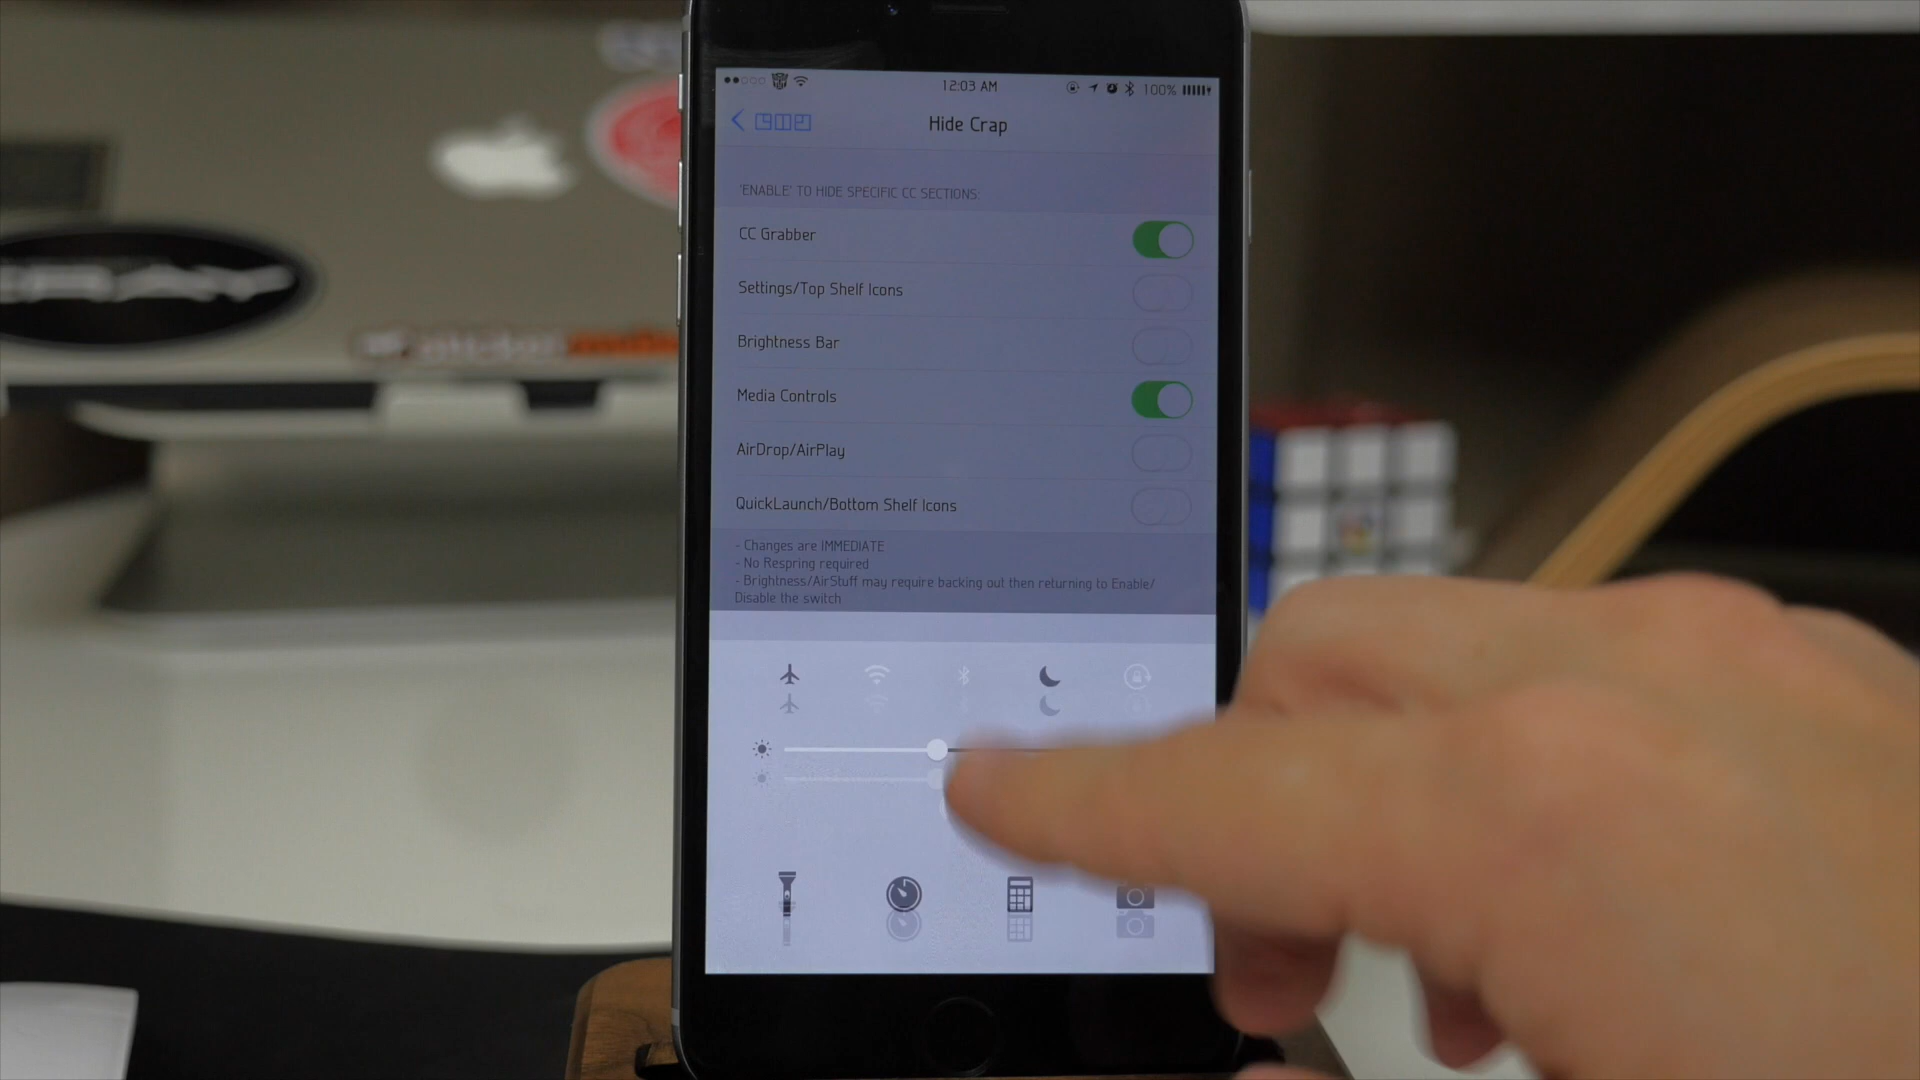 12:03 AM 100%
Hide Crap
'ENABLE' TO HIDE SPECIFIC CC SECTIONS:
CC Grabber
Settings/Top Shelf Icons
Brightness Bar
Media Controls
AirDrop/AirPlay
QuickLaunch/Bottom Shelf Icons
- Changes are IMMEDIATE
- No Respring required
- Brightness/AirStuff may require backing out then returning to Enable/
Disable the switch